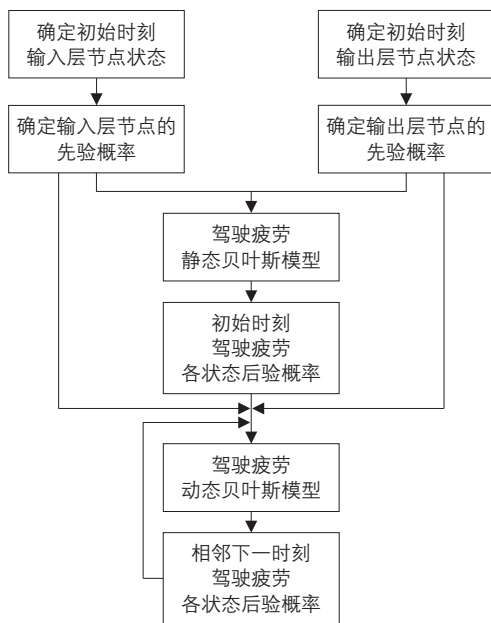 确定初始时刻
输入层节点状态
确定初始时刻
输出层节点状态
确定输入层节点的
先验概率
确定输出层节点的
先验概率
驾驶疲劳
静态贝叶斯模型
初始时刻
驾驶疲劳
各状态后验概率
驾驶疲劳
动态贝叶斯模型
相邻下一时刻
驾驶疲劳
各状态后验概率